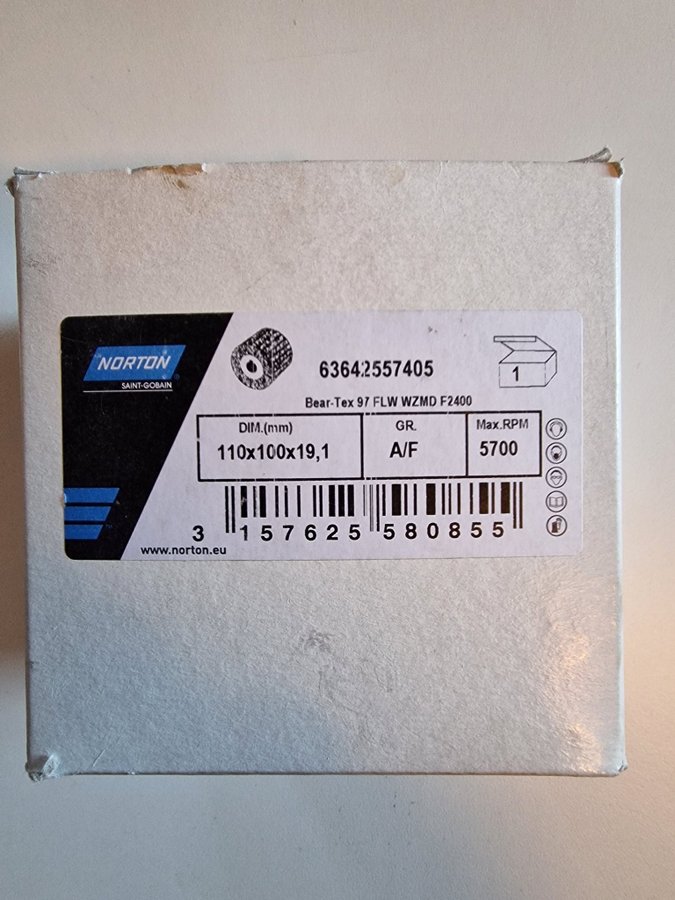 NORTON
SAINT-GOBAIN
63642557405
1
Bear-Tex 97 FLW WZMD F2400
DIM.(mm) GR. Max.RPM
110x100x19,1 A/F 5700
3 157625 580855
www.norton.eu